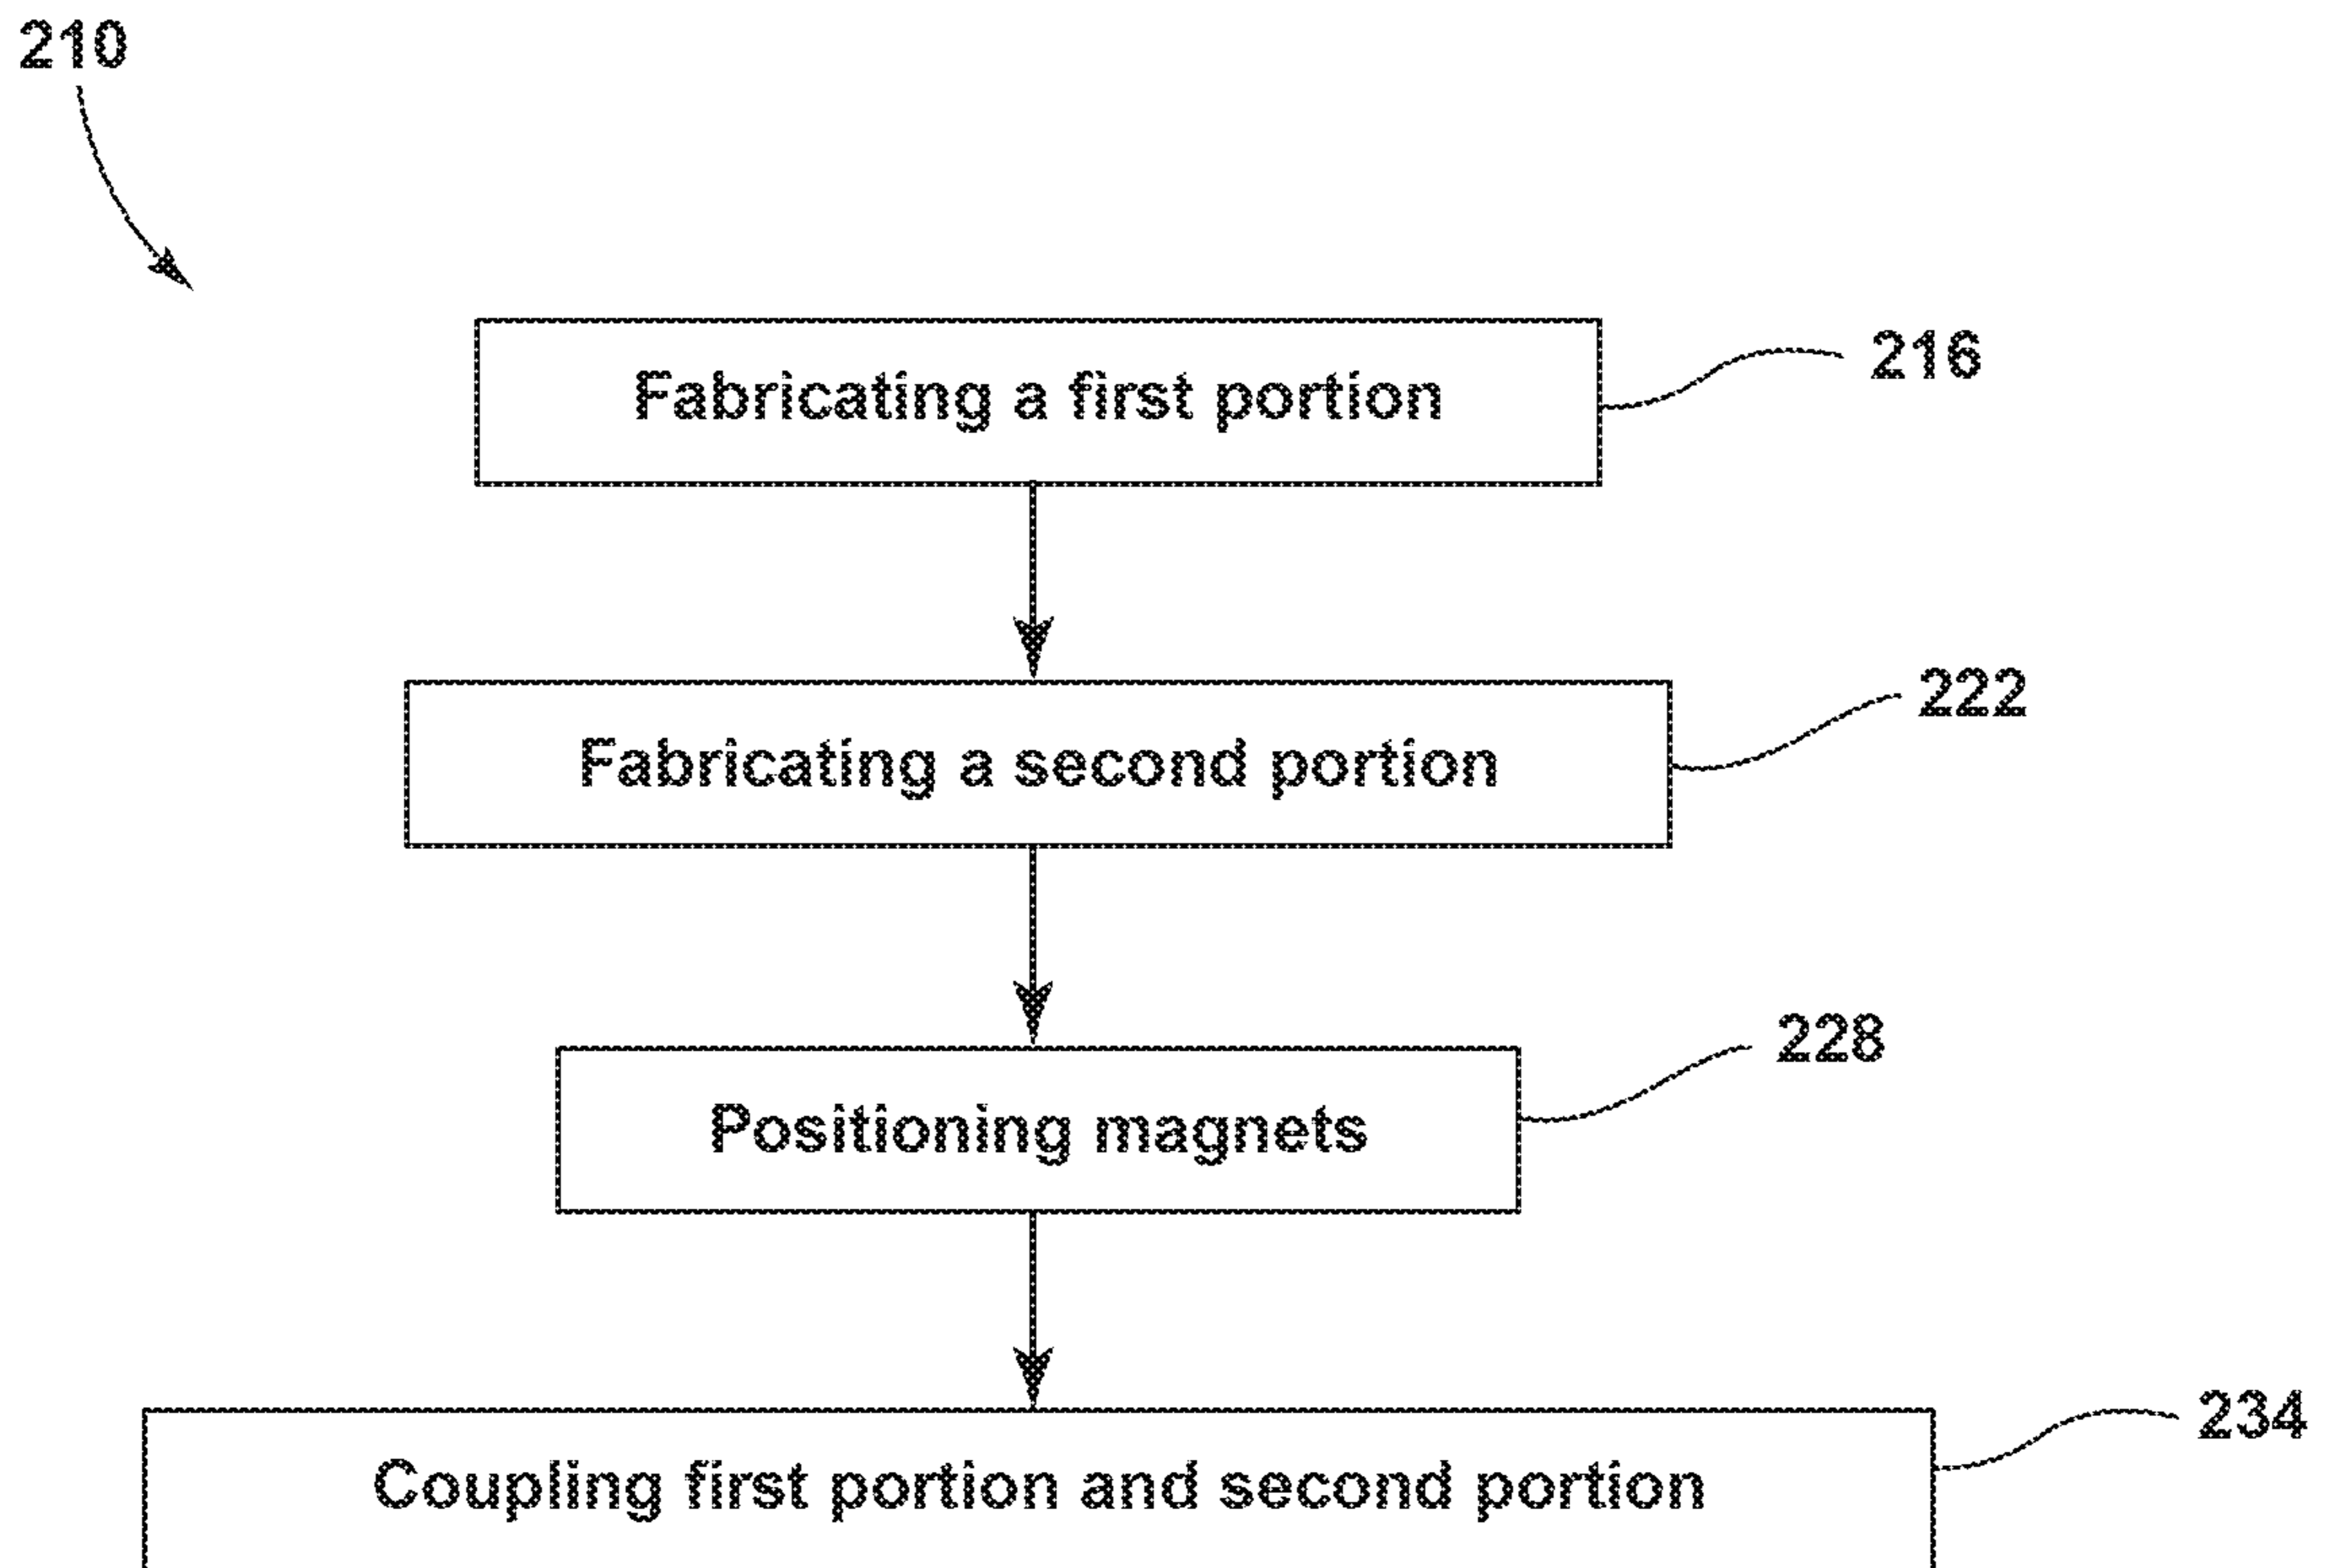 210
Fabricating a first portion
216
Fabricating a second portion
222
Positioning magnets
228
Coupling first portion and second portion
234